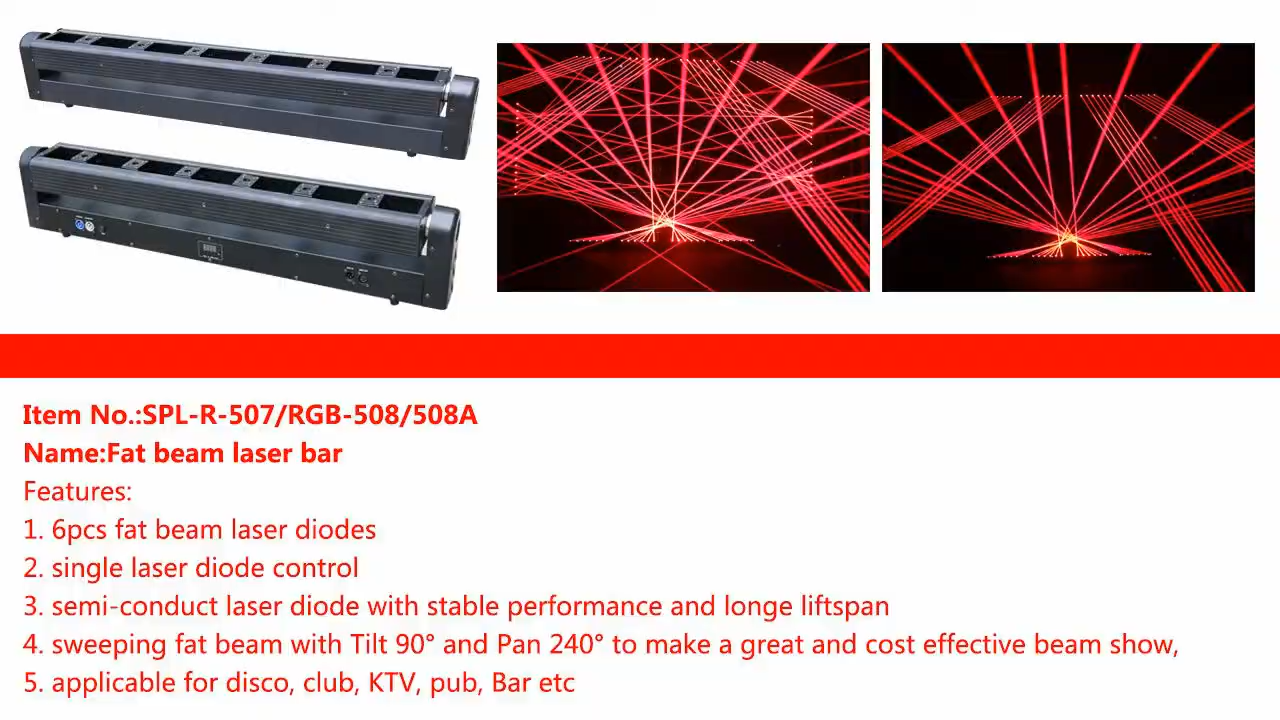 Item No.:SPL-R-507/RGB-508/508A
Name:Fat beam laser bar
Features:
1. 6pcs fat beam laser diodes
2. single laser diode control
3. semi-conduct laser diode with stable performance and longe liftspan
4. sweeping fat beam with Tilt 90° and Pan 240° to make a great and cost effective beam show,
5. applicable for disco, club, KTV, pub, Bar etc